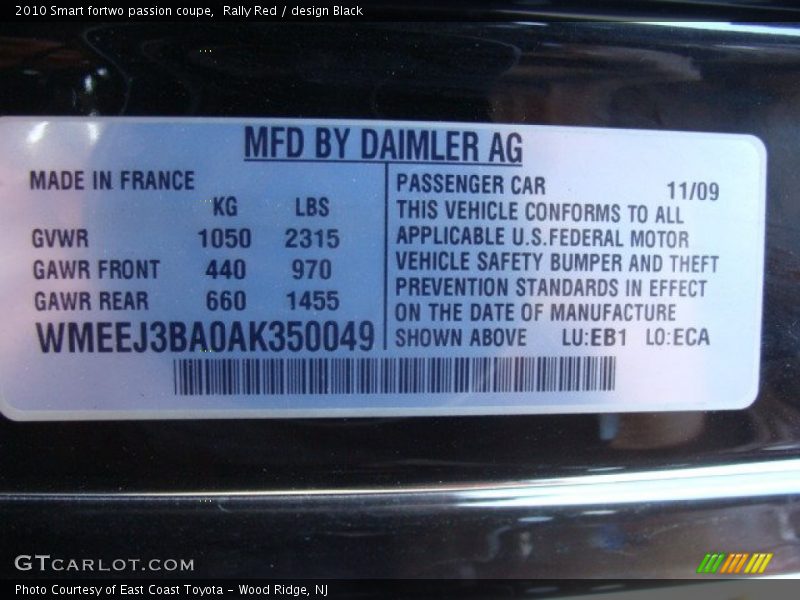 2010 Smart fortwo passion coupe, Rally Red / design Black
MFD BY DAIMLER AG
MADE IN FRANCE
KG LBS
GVWR 1050 2315
GAWR FRONT 440 970
GAWR REAR 660 1455
WMEEJ3BA0AK350049
PASSENGER CAR 11/09
THIS VEHICLE CONFORMS TO ALL
APPLICABLE U.S.FEDERAL MOTOR
VEHICLE SAFETY BUMPER AND THEFT
PREVENTION STANDARDS IN EFFECT
ON THE DATE OF MANUFACTURE
SHOWN ABOVE LU:EB1 LO:ECA
GTCARLOT.COM
Photo Courtesy of East Coast Toyota - Wood Ridge, NJ